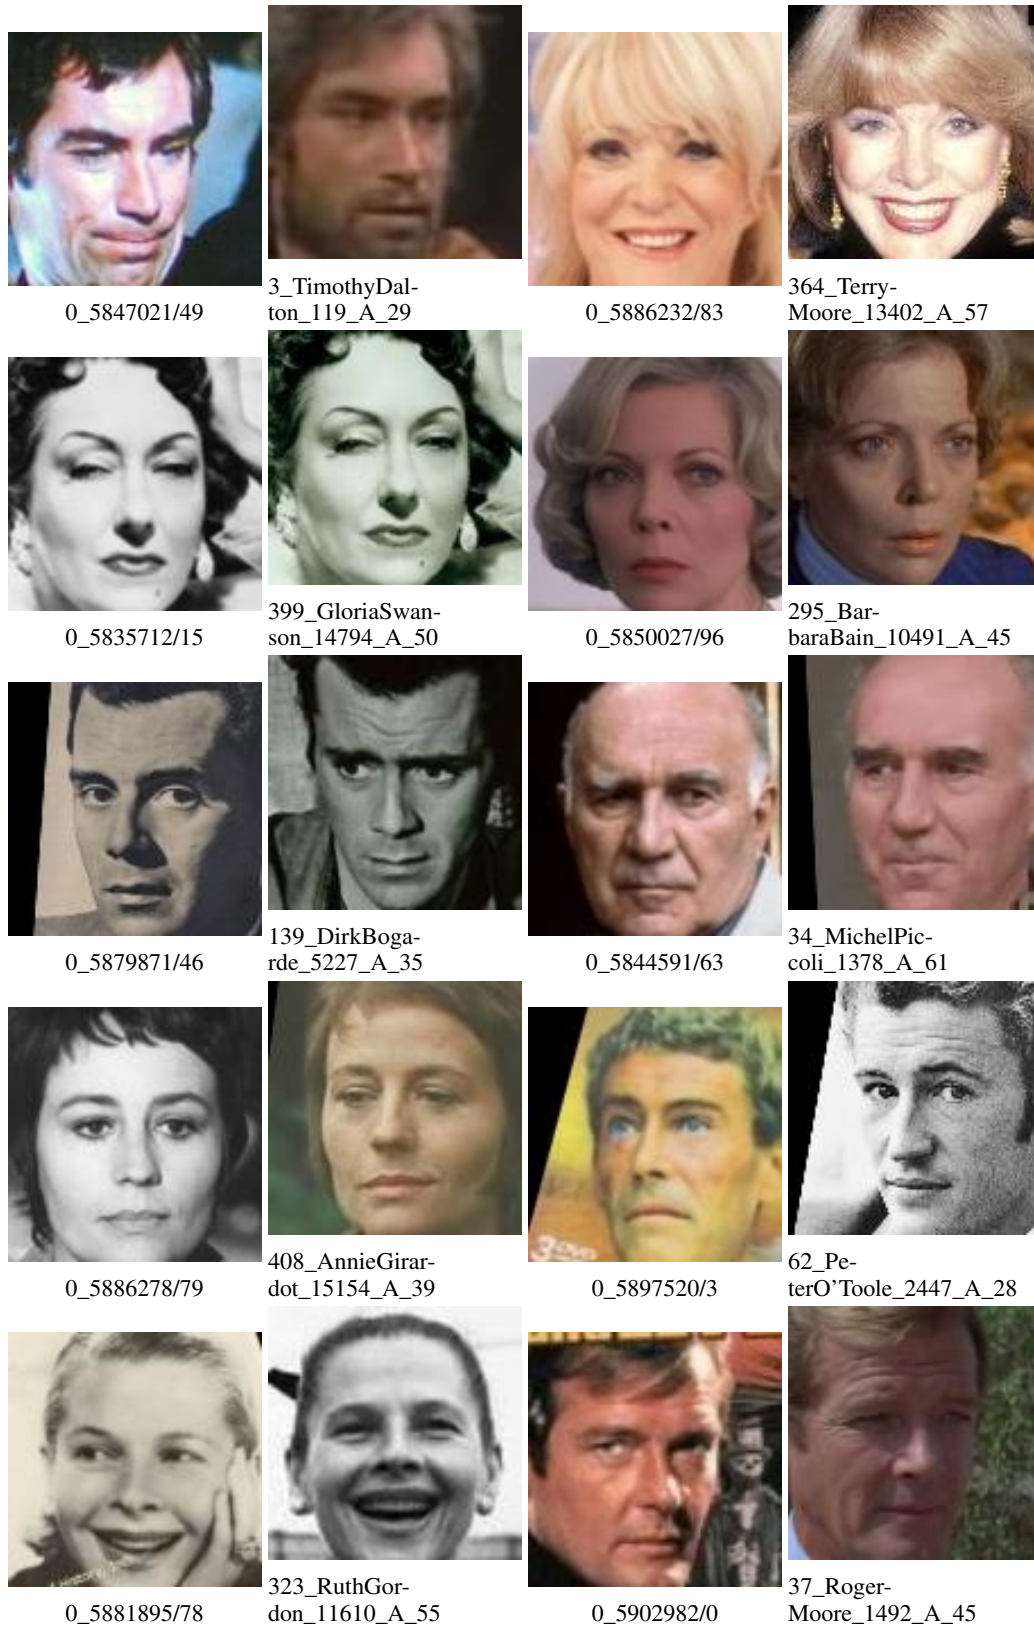 0_5847021/49
3_TimothyDal-
ton_119_A_29
0_5886232/83
364_Terry-
Moore_13402_A_57
0_5835712/15
399_GloriaSwan-
son_14794_A_50
0_5850027/96
295_Bar-
baraBain_10491_A_45
0_5879871/46
139_DirkBoga-
rde_5227_A_35
0_5844591/63
34_MichelPic-
coli_1378_A_61
0_5886278/79
408_AnnieGirar-
dot_15154_A_39
3 DVD
0_5897520/3
62_Pe-
terO'Toole_2447_A_28
0_5881895/78
323_RuthGor-
don_11610_A_55
0_5902982/0
37_Roger-
Moore_1492_A_45